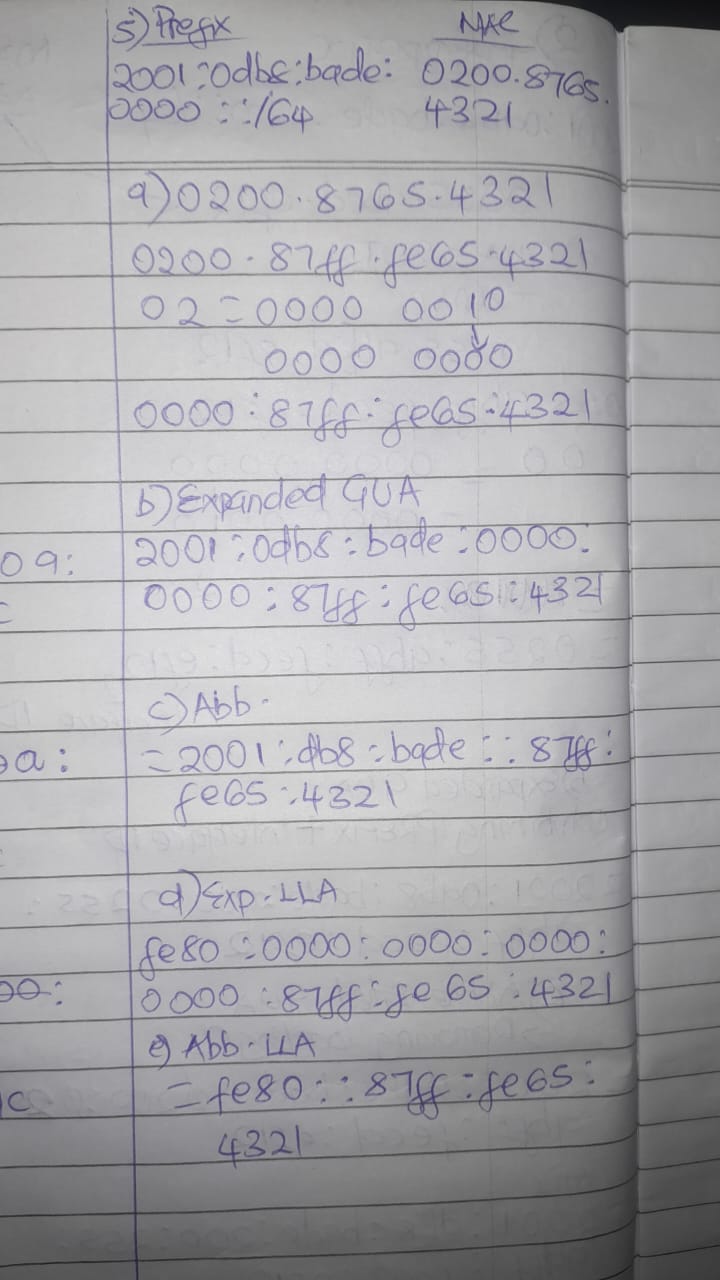 5) Prefix MAC
2001:0db8:bade: 0200.8765.
0000::/64 4321
a) 0200.8765.4321
0200.87ff.fe65.4321
02 = 0000 0010
0000 0000
0000:87ff:fe65:4321
b) Expanded GUA
09:
2001:0db8:bade:0000:
0000:87ff:fe65:4321
c) Abb.
a:
= 2001:db8:bade::87ff:
fe65:4321
d) Exp. LLA
fe80:0000:0000:0000:
00:
0000:87ff:fe65:4321
e) Abb. LLA
c
= fe80::87ff:fe65:
4321